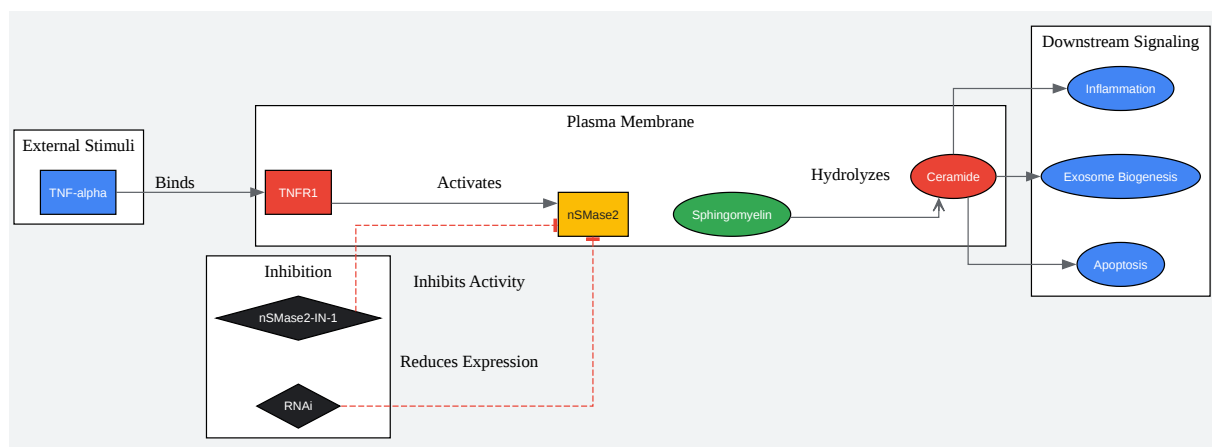 External Stimuli
TNF-alpha
Binds
Plasma Membrane
TNFR1
Activates
nSMase2
Sphingomyelin
Hydrolyzes
Ceramide
Downstream Signaling
Inflammation
Exosome Biogenesis
Apoptosis
Inhibition
nSMase2-IN-1
RNAi
Inhibits Activity
Reduces Expression